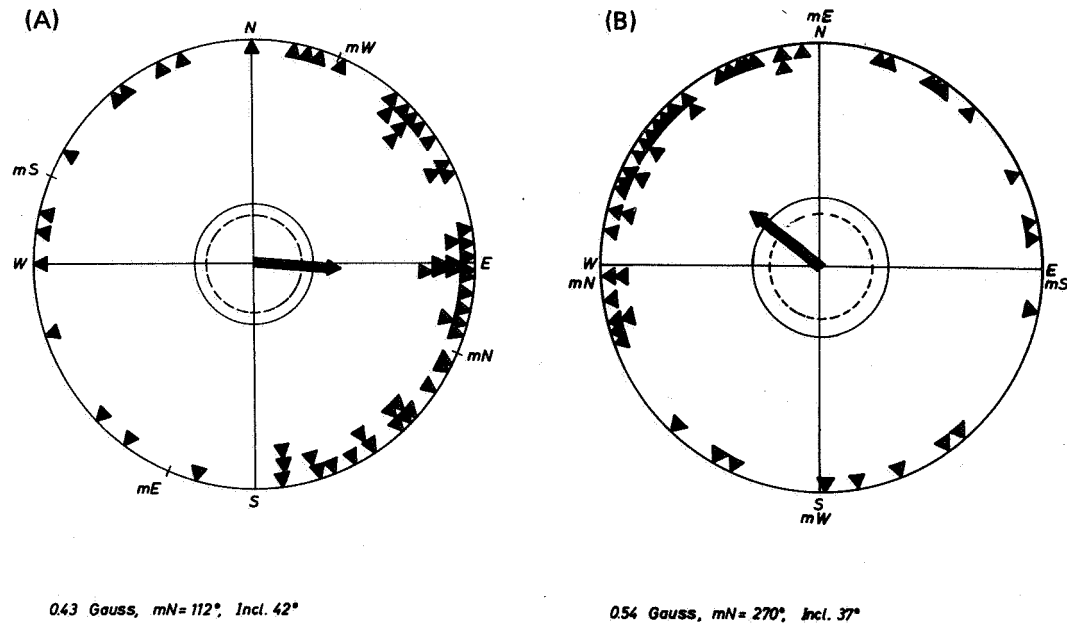 (A)
N
mW
mS
W
E
mN
mE
S
0.43 Gauss, mN = 112°, Incl. 42°
(B)
mE
N
W
mN
E
mS
S
mW
0.54 Gauss, mN = 270°, Incl. 37°